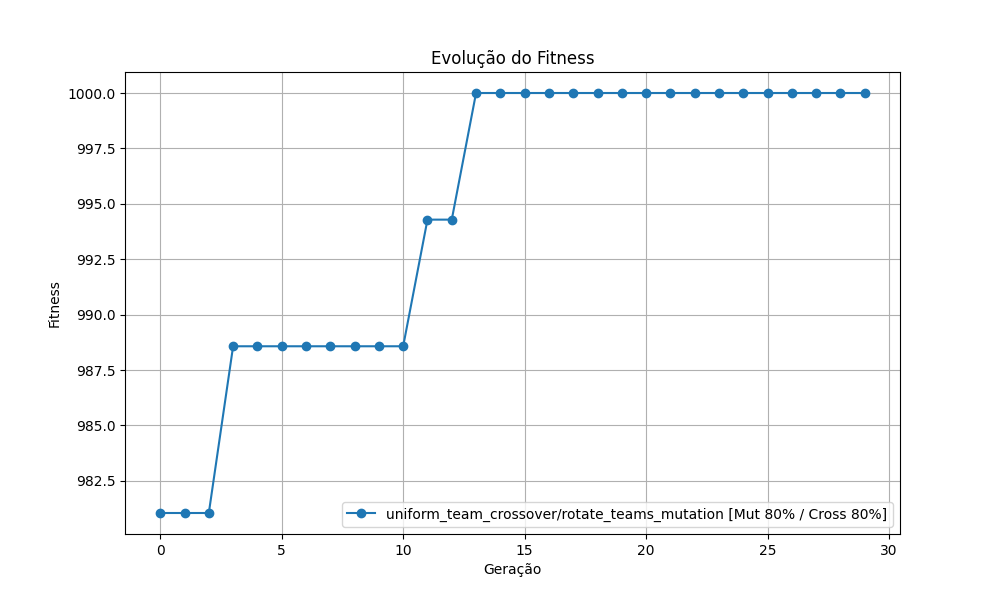 Evolução do Fitness
1000.0
997.5
995.0
992.5
990.0
987.5
985.0
982.5
Fitness
0 5 10 15 20 25 30
Geração
uniform_team_crossover/rotate_teams_mutation [Mut 80% / Cross 80%]